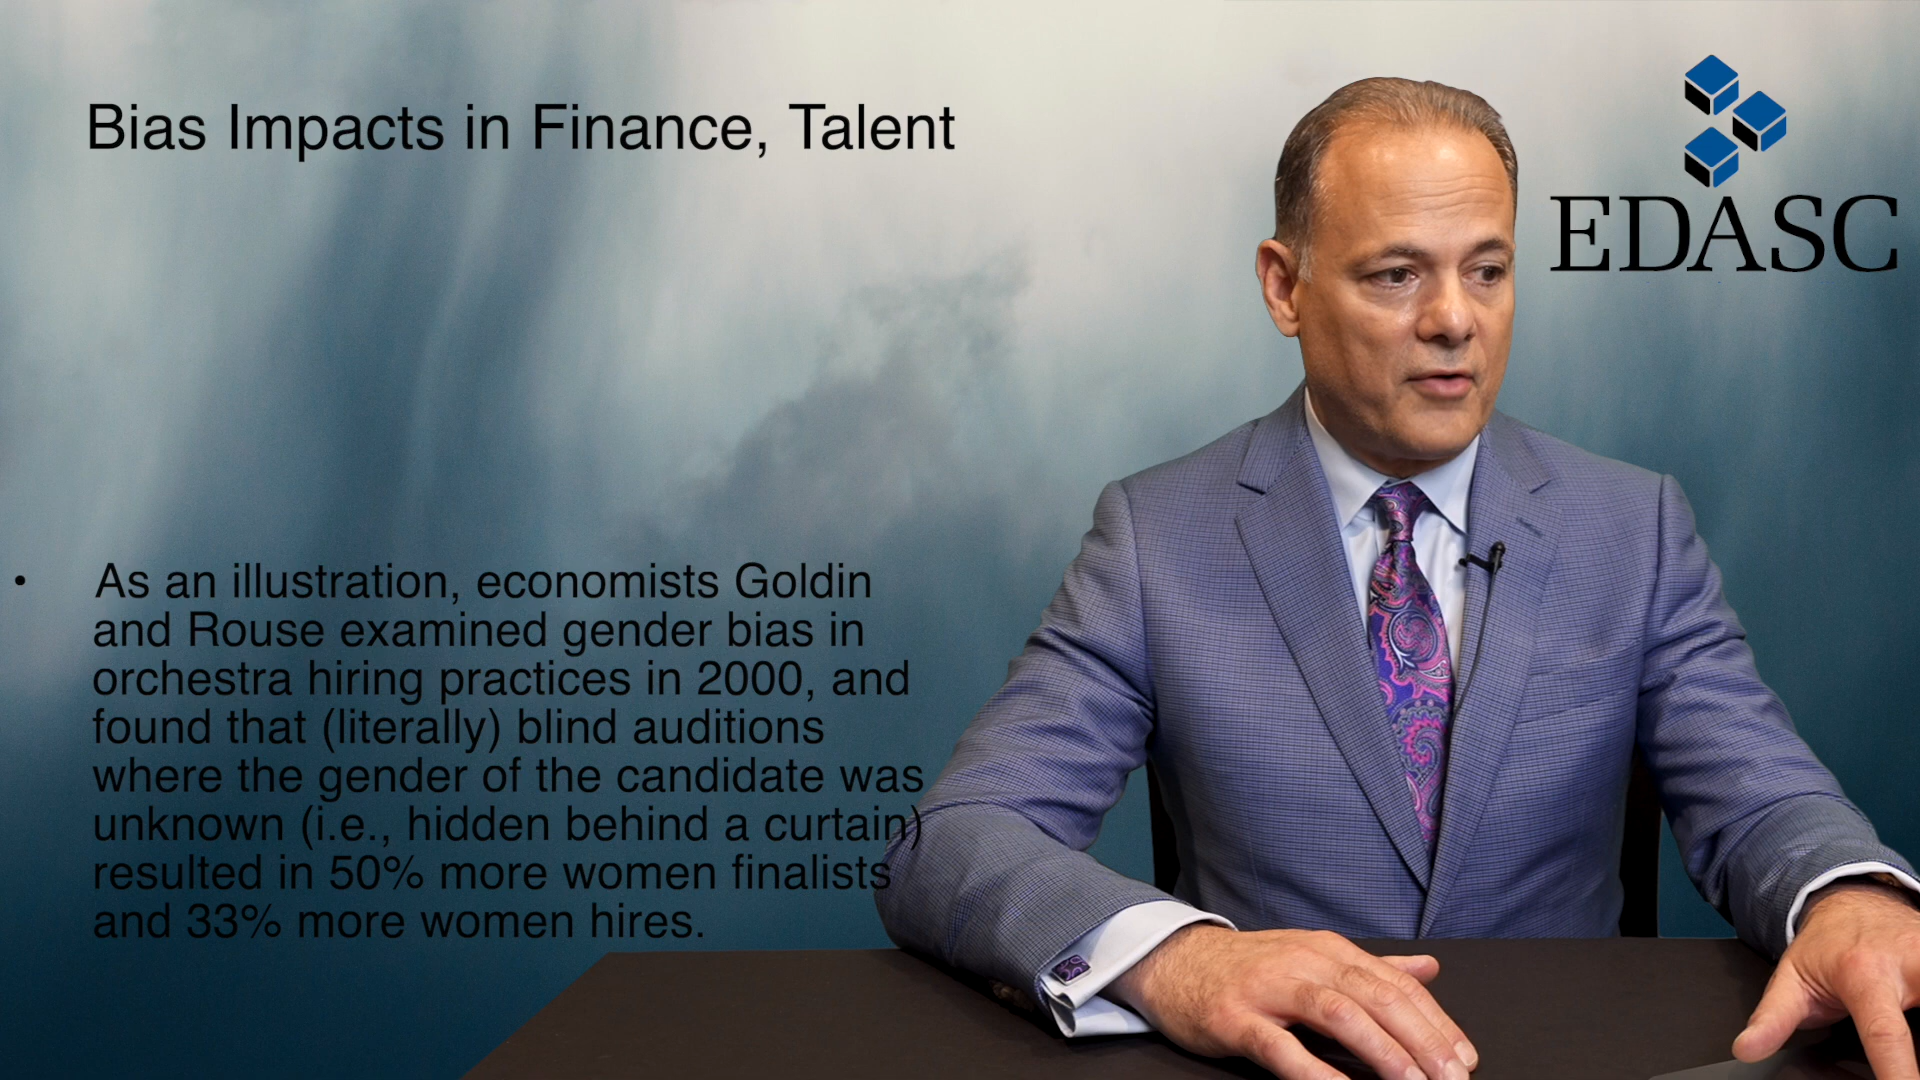 Bias Impacts in Finance, Talent
EDASC
• As an illustration, economists Goldin
and Rouse examined gender bias in
orchestra hiring practices in 2000, and
found that (literally) blind auditions
where the gender of the candidate was
unknown (i.e., hidden behind a curtain)
resulted in 50% more women finalists
and 33% more women hires.